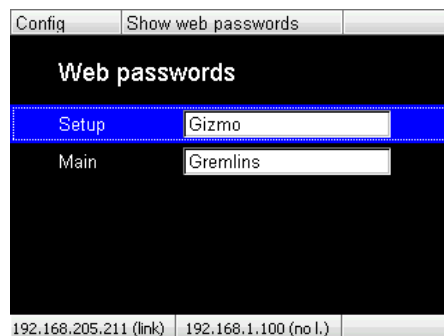 Config Show web passwords
Web passwords
Setup Gizmo
Main Gremlins
192.168.205.211 (link) 192.168.1.100 (no l.)